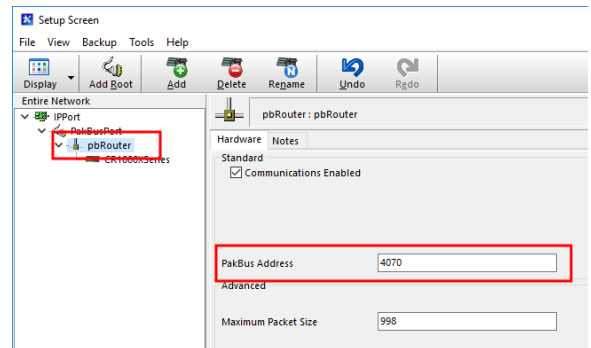 Setup Screen
File View Backup Tools Help
Display Add Root Add Delete Rename Undo Redo
Entire Network
IPPort
PakBusPort
pbRouter
CR1000XSeries
pbRouter : pbRouter
Hardware Notes
Standard
Communications Enabled
PakBus Address 4070
Advanced
Maximum Packet Size 998